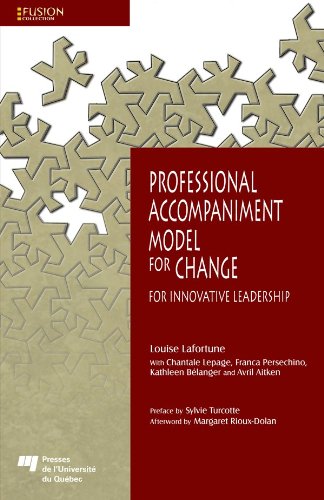 FUSION
COLLECTION
PROFESSIONAL
ACCOMPANIMENT
MODEL
FOR CHANGE
FOR INNOVATIVE LEADERSHIP
Louise Lafortune
WITH Chantale Lepage, Franca Persechino,
Kathleen Bélanger AND Avril Aitken
Preface by Sylvie Turcotte
Afterword by Margaret Rioux-Dolan
Presses
de l'Université
du Québec